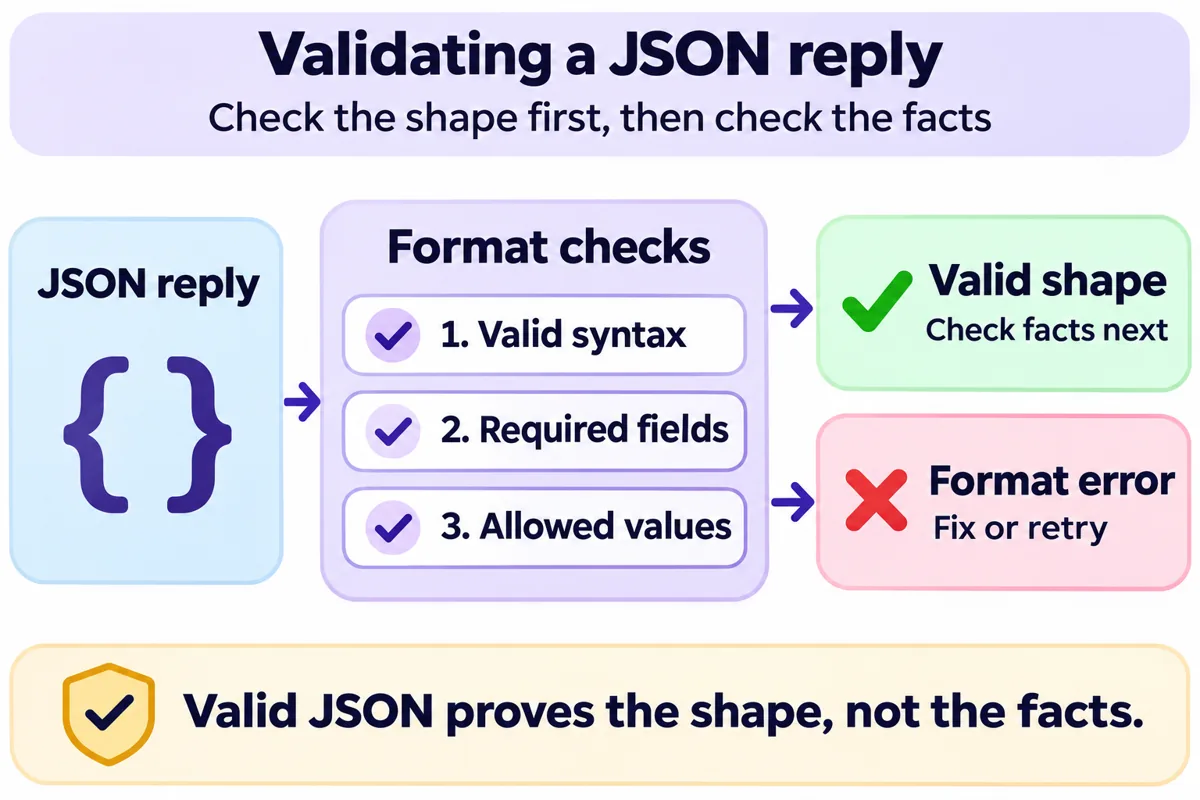 Validating a JSON reply
Check the shape first, then check the facts
JSON reply
{ }
Format checks
1. Valid syntax
2. Required fields
3. Allowed values
Valid shape
Check facts next
Format error
Fix or retry
Valid JSON proves the shape, not the facts.